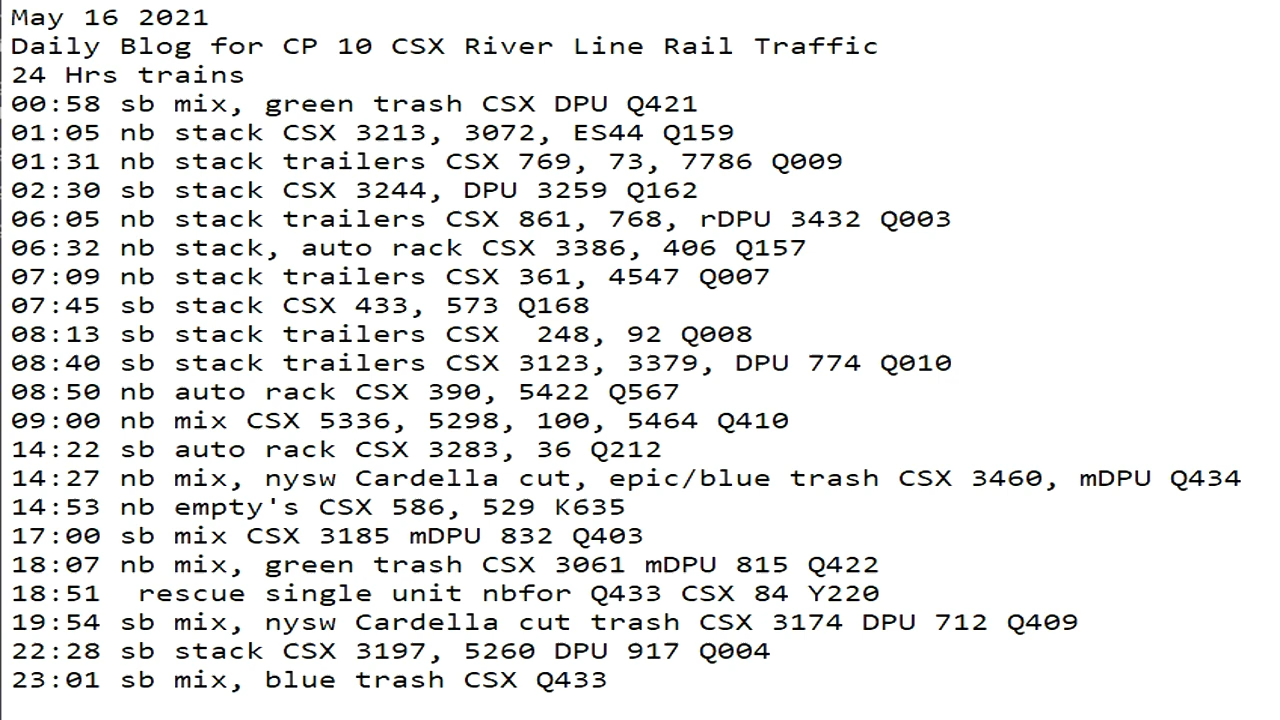 May 16 2021
Daily Blog for CP 10 CSX River Line Rail Traffic
24 Hrs trains
00:58 sb mix, green trash CSX DPU Q421
01:05 nb stack CSX 3213, 3072, ES44 Q159
01:31 nb stack trailers CSX 769, 73, 7786 Q009
02:30 sb stack CSX 3244, DPU 3259 Q162
06:05 nb stack trailers CSX 861, 768, rDPU 3432 Q003
06:32 nb stack, auto rack CSX 3386, 406 Q157
07:09 nb stack trailers CSX 361, 4547 Q007
07:45 sb stack CSX 433, 573 Q168
08:13 sb stack trailers CSX  248, 92 Q008
08:40 sb stack trailers CSX 3123, 3379, DPU 774 Q010
08:50 nb auto rack CSX 390, 5422 Q567
09:00 nb mix CSX 5336, 5298, 100, 5464 Q410
14:22 sb auto rack CSX 3283, 36 Q212
14:27 nb mix, nysw Cardella cut, epic/blue trash CSX 3460, mDPU Q434
14:53 nb empty's CSX 586, 529 K635
17:00 sb mix CSX 3185 mDPU 832 Q403
18:07 nb mix, green trash CSX 3061 mDPU 815 Q422
18:51  rescue single unit nbfor Q433 CSX 84 Y220
19:54 sb mix, nysw Cardella cut trash CSX 3174 DPU 712 Q409
22:28 sb stack CSX 3197, 5260 DPU 917 Q004
23:01 sb mix, blue trash CSX Q433